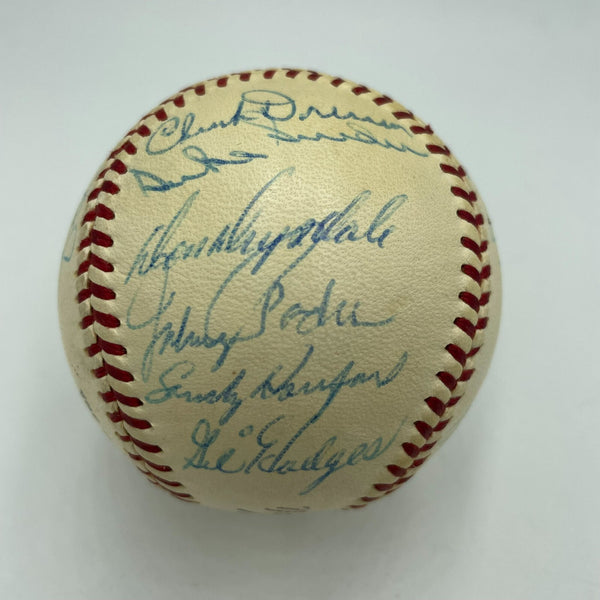 Chuck Dressen
Duke Snider
Don Drysdale
Johnny Podres
Sandy Koufax
"Gil" Hodges